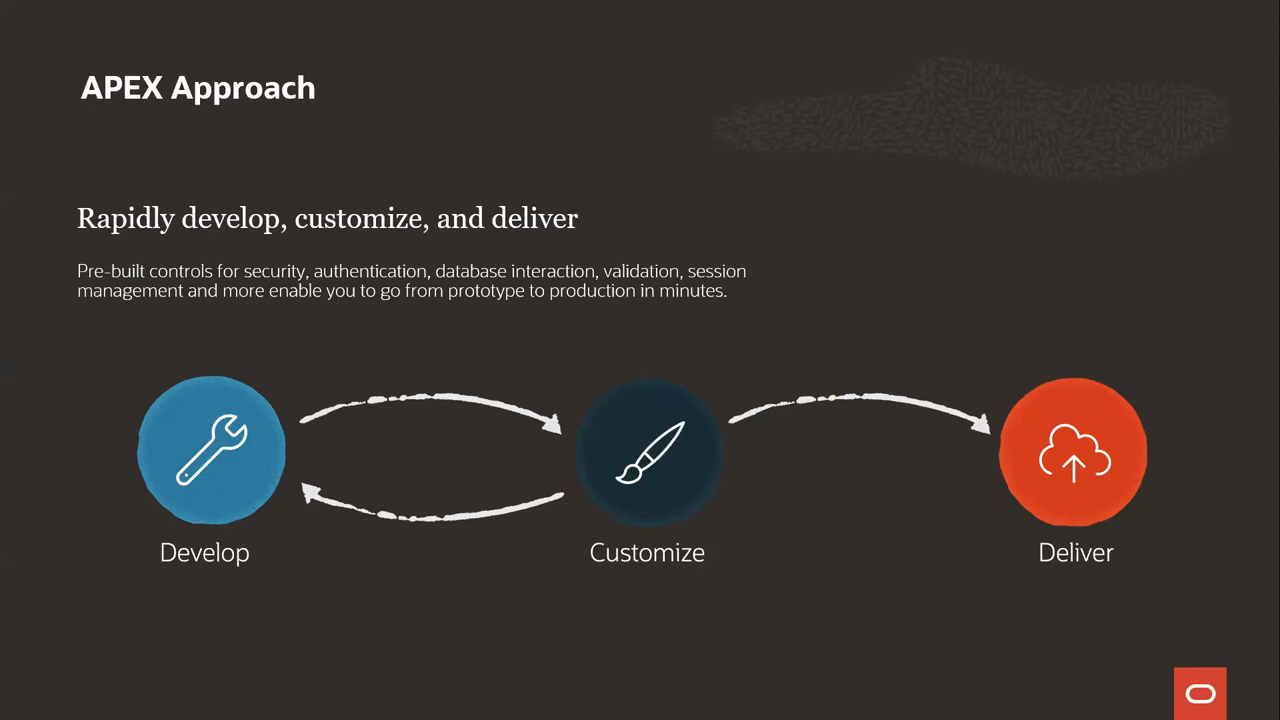 APEX Approach
Rapidly develop, customize, and deliver
Pre-built controls for security, authentication, database interaction, validation, session
management and more enable you to go from prototype to production in minutes.
Develop
Customize
Deliver